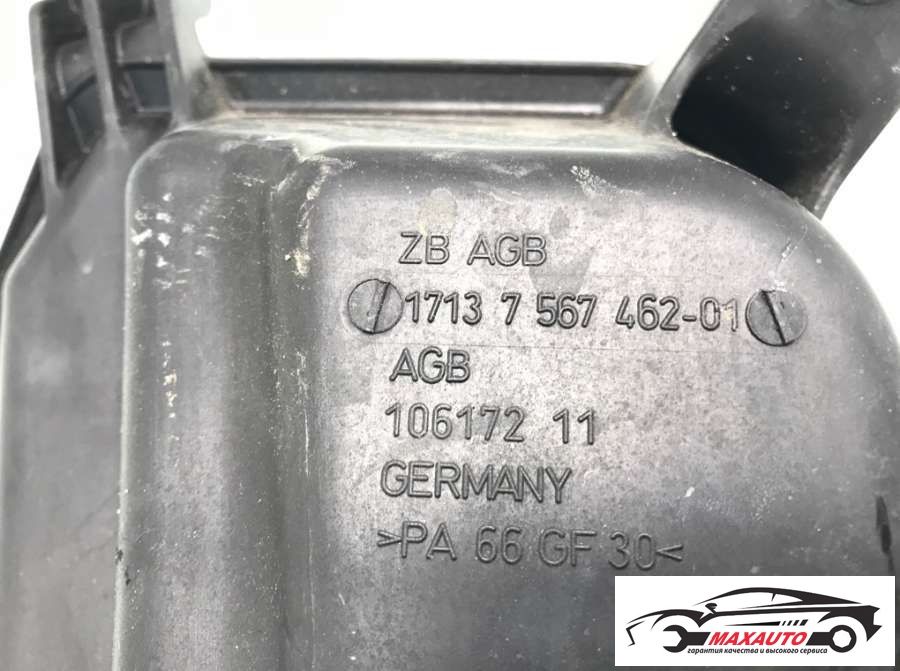 ZB AGB
1713 7 567 462-01
AGB
106172 11
GERMANY
>PA 66 GF 30<
MAXAUTO
гарантия качества и высокого сервиса